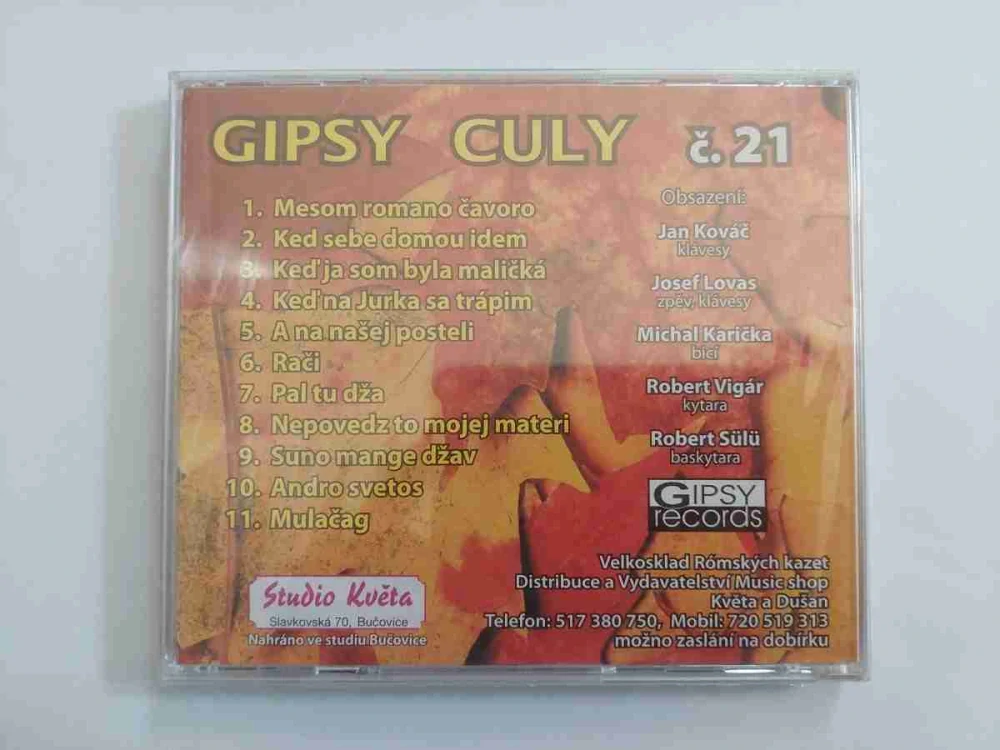 GIPSY CULY č. 21
1. Mesom romano čavoro
2. Ked sebe domou idem
3. Keď ja som byla maličká
4. Keď na Jurka sa trápim
5. A na našej posteli
6. Rači
7. Pal tu dža
8. Nepovedz to mojej materi
9. Suno mange džav
10. Andro svetos
11. Mulačag
Obsazení:
Jan Kováč
klávesy
Josef Lovas
zpěv, klávesy
Michal Karička
bicí
Robert Vigár
kytara
Robert Sülü
baskytara
GIPSY
records
Studio Květa
Slavkovská 70, Bučovice
Nahráno ve studiu Bučovice
Velkosklad Rómských kazet
Distribuce a Vydavatelství Music shop
Květa a Dušan
Telefon: 517 380 750, Mobil: 720 519 313
možno zaslání na dobírku